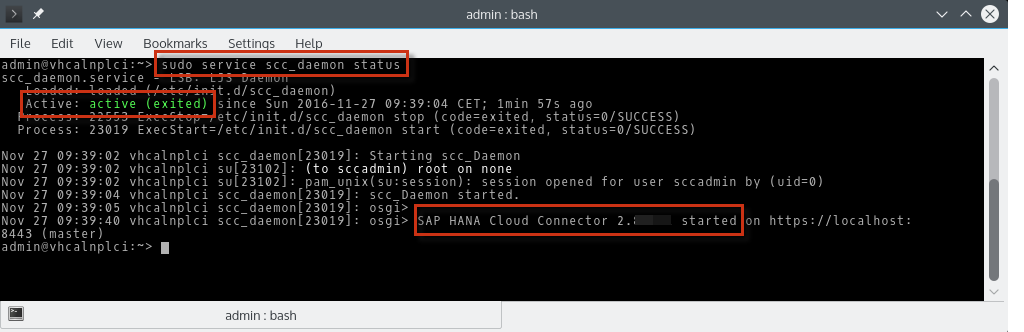 admin : bash
File Edit View Bookmarks Settings Help
admin@vhcalnplci:~> sudo service scc_daemon status
scc_daemon.service - LSB: LJS Daemon
Loaded: loaded (/etc/init.d/scc_daemon)
Active: active (exited) since Sun 2016-11-27 09:39:04 CET; 1min 57s ago
Process: 22553 ExecStop=/etc/init.d/scc_daemon stop (code=exited, status=0/SUCCESS)
Process: 23019 ExecStart=/etc/init.d/scc_daemon start (code=exited, status=0/SUCCESS)
Nov 27 09:39:02 vhcalnplci scc_daemon[23019]: Starting scc_Daemon
Nov 27 09:39:02 vhcalnplci su[23102]: (to sccadmin) root on none
Nov 27 09:39:02 vhcalnplci su[23102]: pam_unix(su:session): session opened for user sccadmin by (uid=0)
Nov 27 09:39:04 vhcalnplci scc_daemon[23019]: scc_Daemon started.
Nov 27 09:39:05 vhcalnplci scc_daemon[23019]: osgi>
Nov 27 09:39:40 vhcalnplci scc_daemon[23019]: osgi> SAP HANA Cloud Connector 2. started on https://localhost:
8443 (master)
admin@vhcalnplci:~>
admin : bash